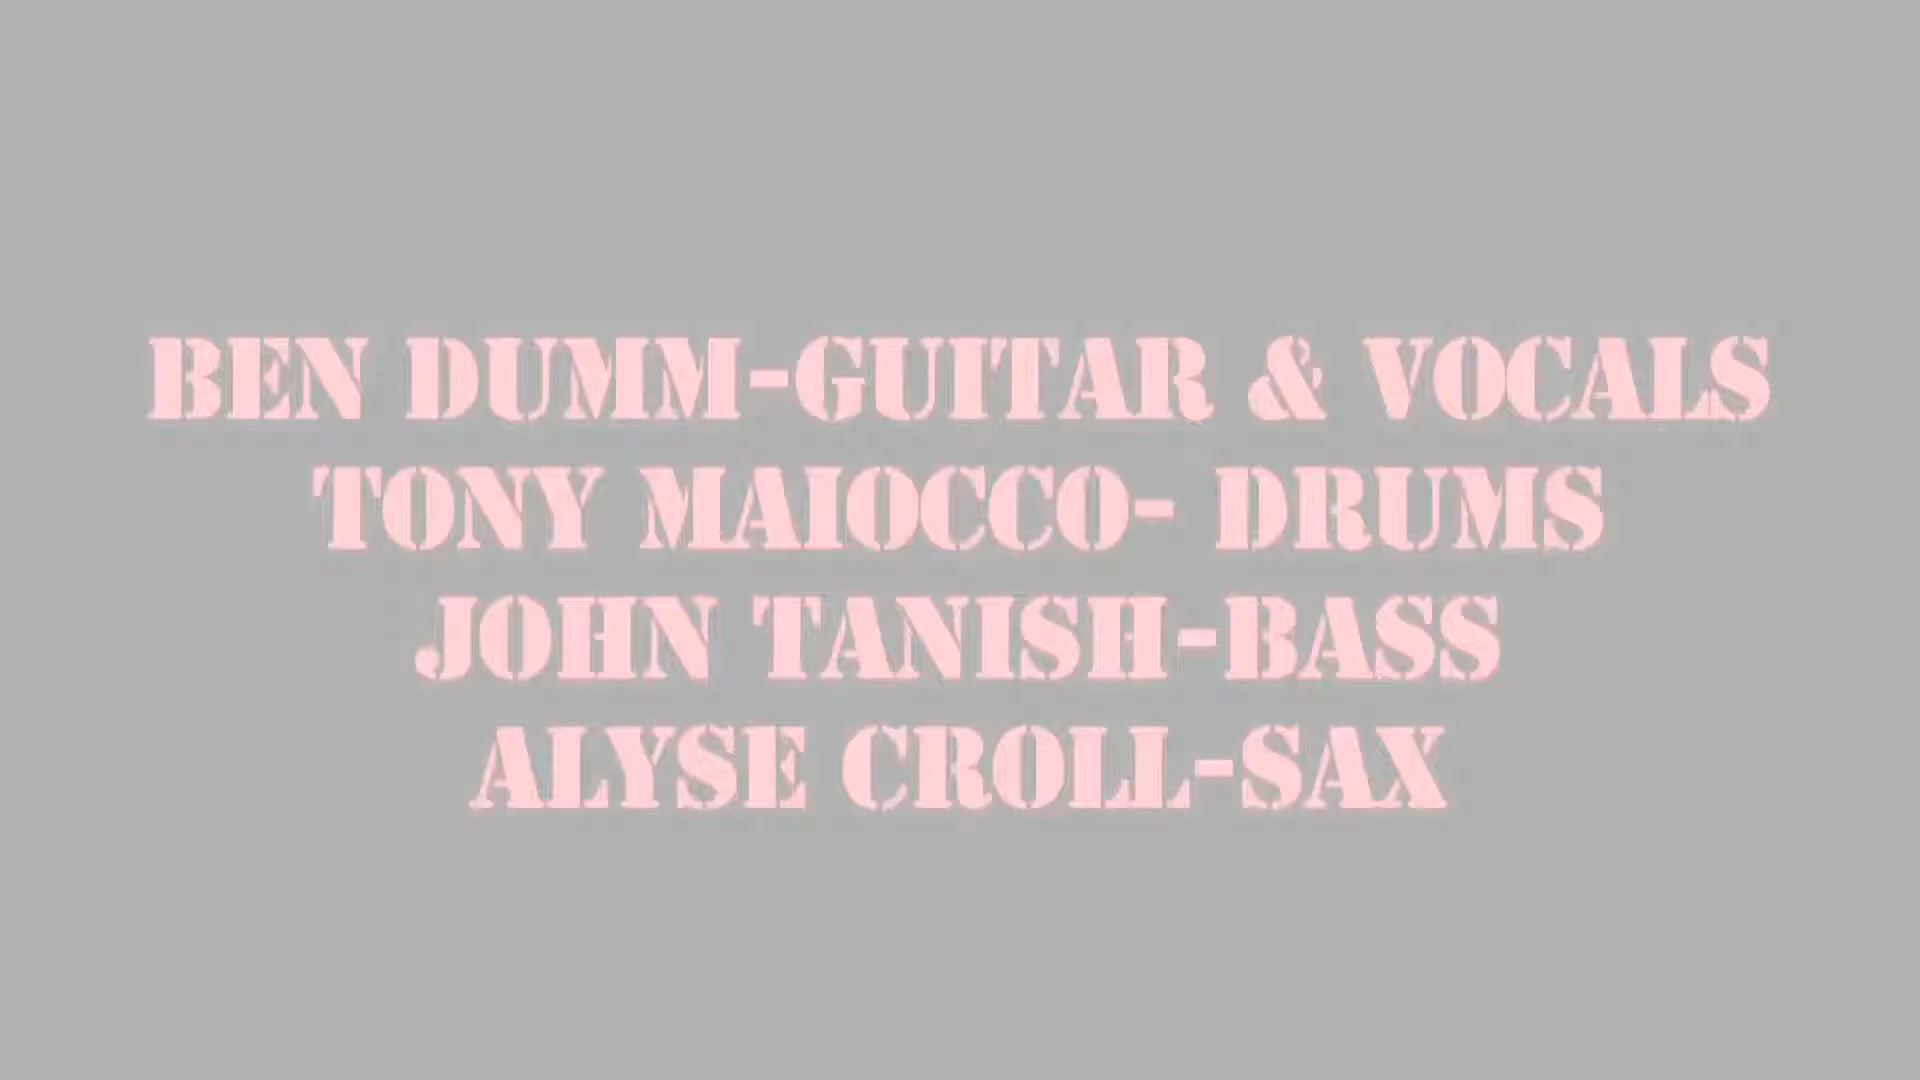 BEN DUMM-GUITAR & VOCALS
TONY MAIOCCO- DRUMS
JOHN TANISH-BASS
ALYSE CROLL-SAX